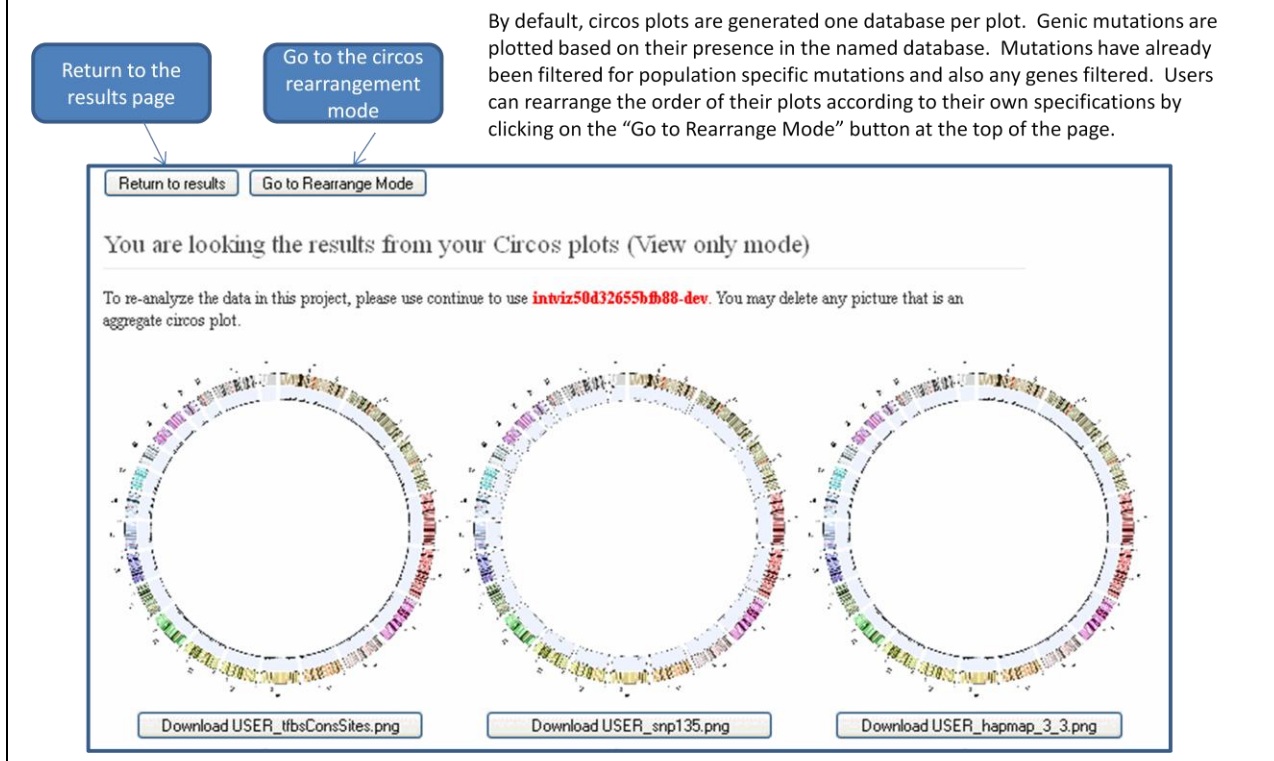 By default, circos plots are generated one database per plot.  Genic mutations are
plotted based on their presence in the named database.  Mutations have already
been filtered for population specific mutations and also any genes filtered.  Users
can rearrange the order of their plots according to their own specifications by
clicking on the “Go to Rearrange Mode” button at the top of the page.
Return to the
results page
Go to the circos
rearrangement
mode
Return to results
Go to Rearrange Mode
You are looking the results from your Circos plots (View only mode)
To re-analyze the data in this project, please use continue to use intviz50d32655bfb88-dev. You may delete any picture that is an
aggregate circos plot.
Download USER_tfbsConsSites.png
Download USER_snp135.png
Download USER_hapmap_3_3.png